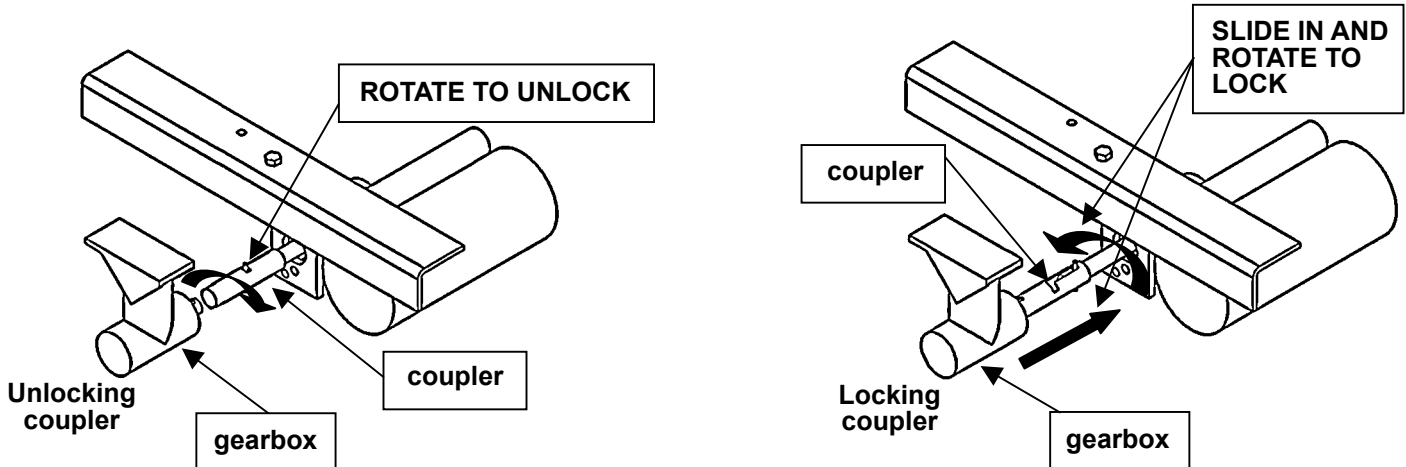 ROTATE TO UNLOCK
coupler
Unlocking
coupler
gearbox
SLIDE IN AND
ROTATE TO
LOCK
coupler
Locking
coupler
gearbox